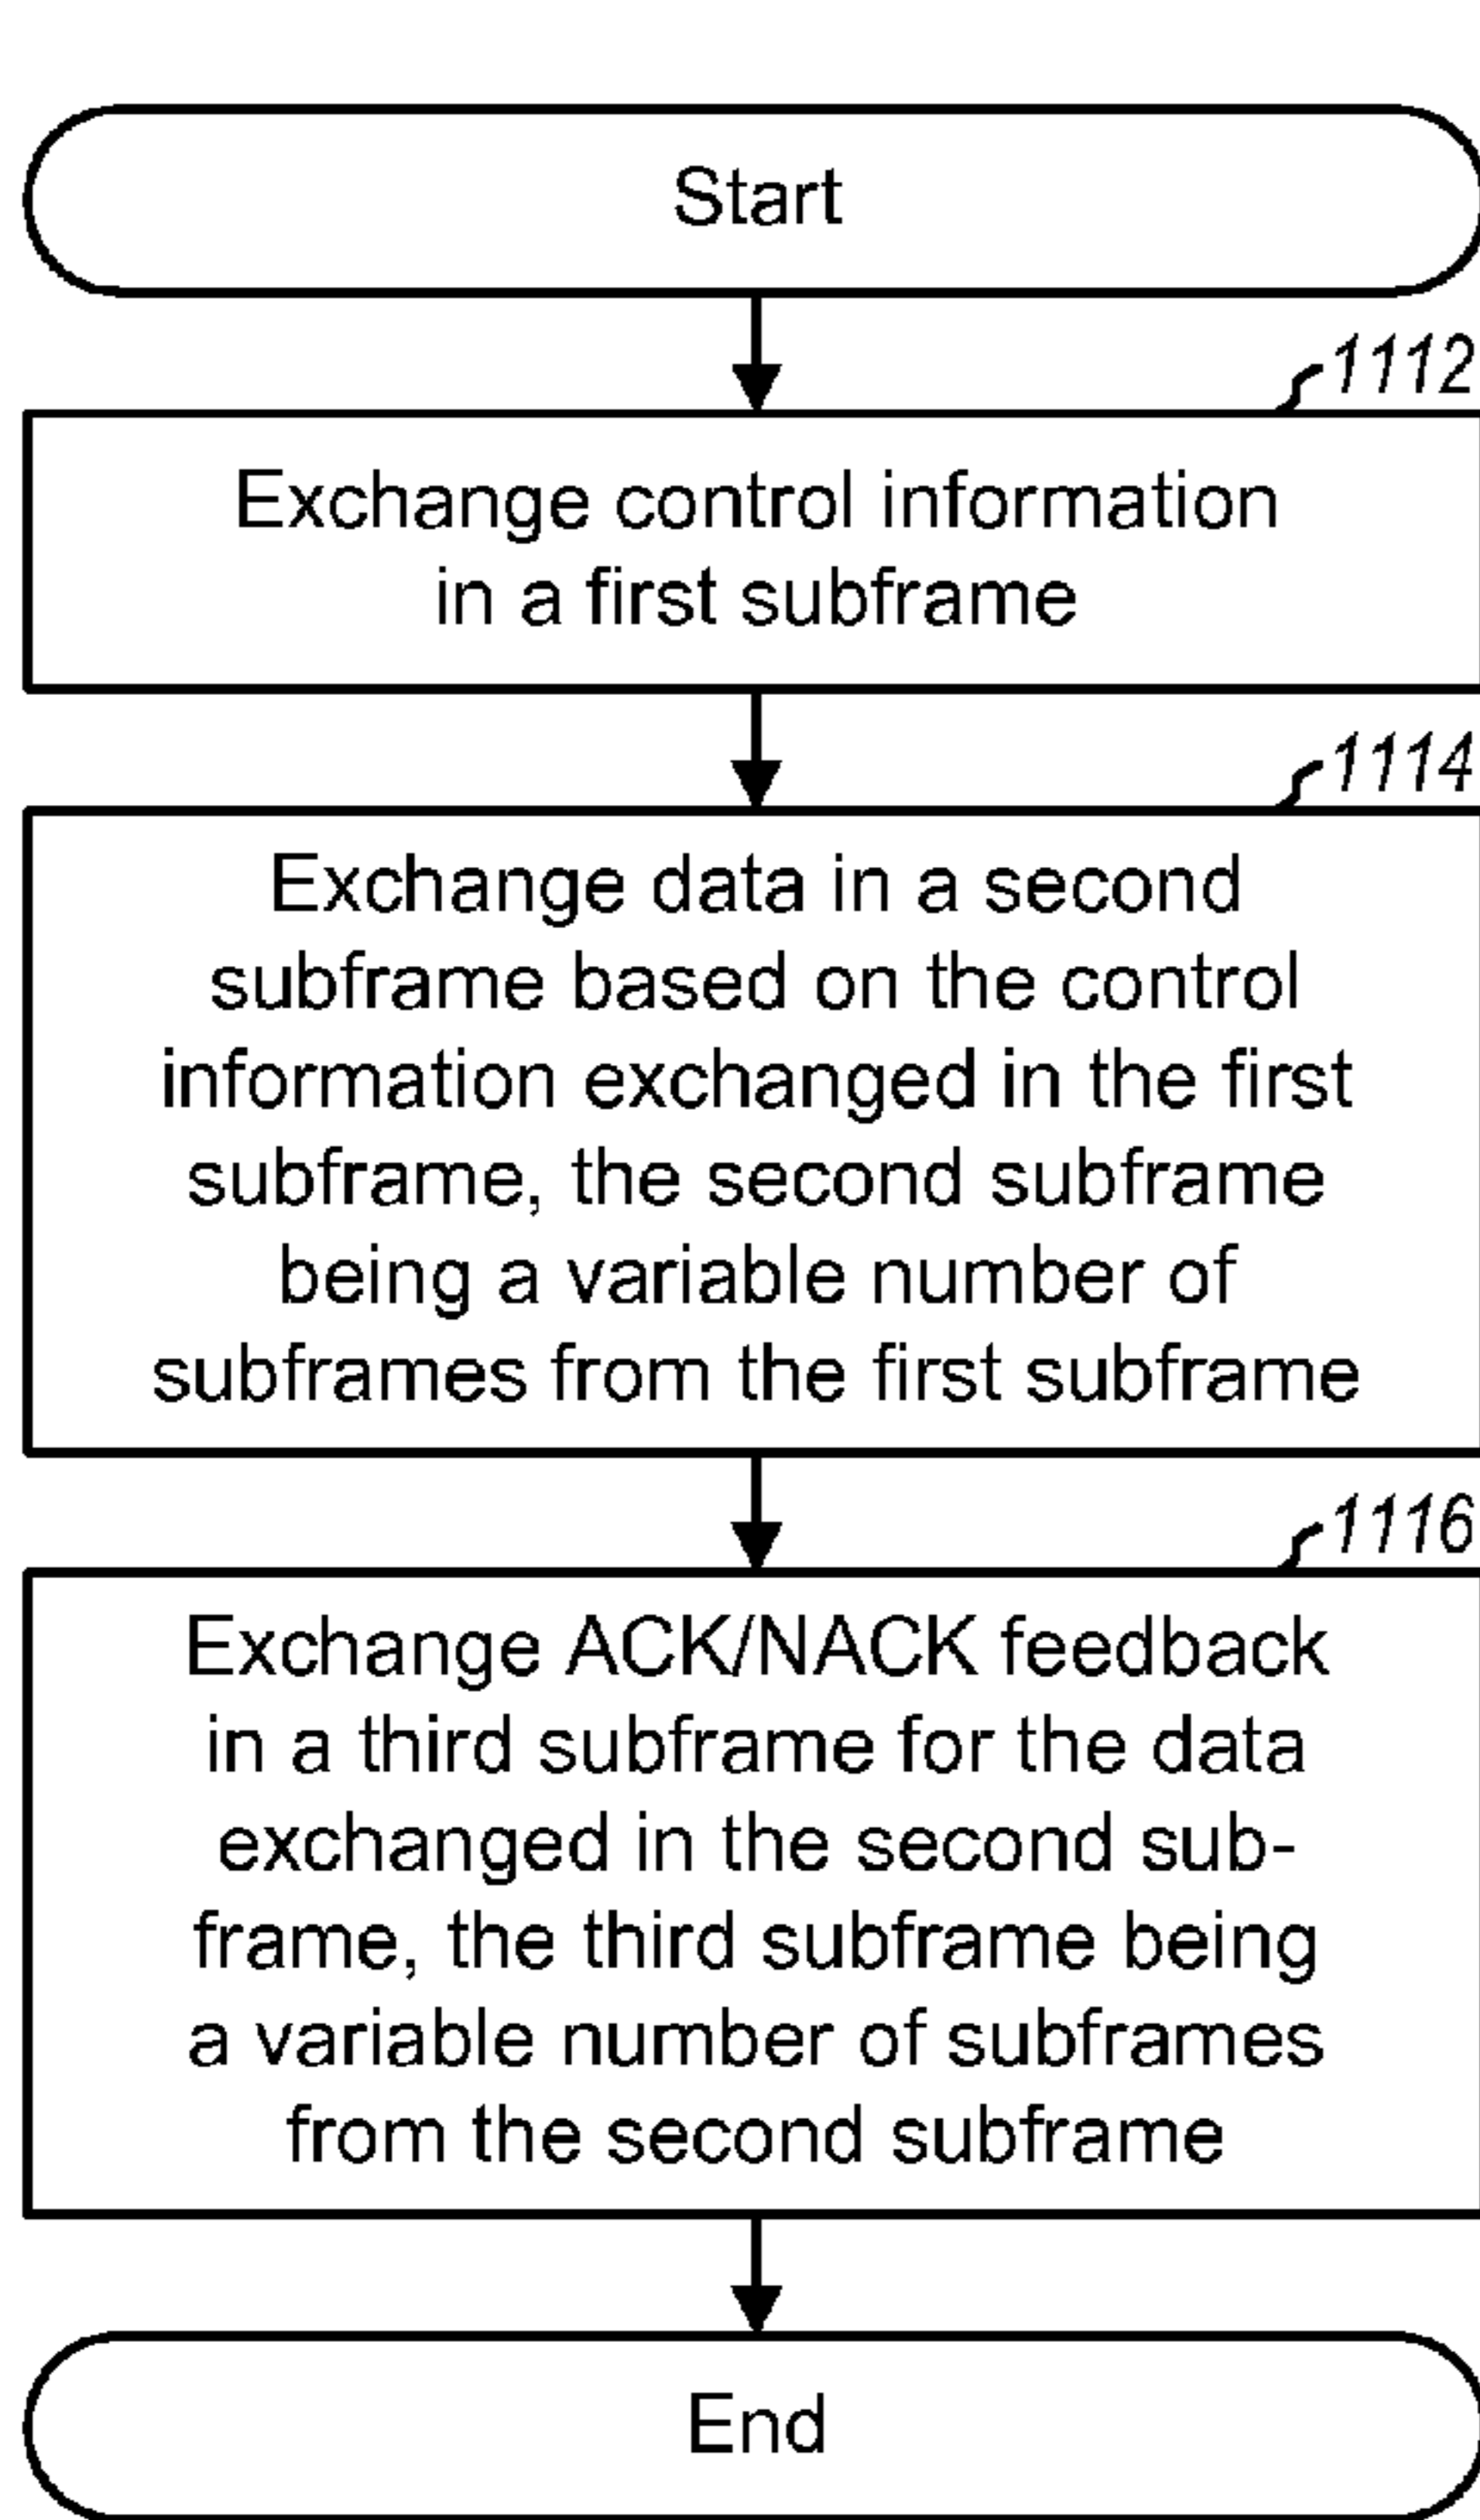 Start
1112
Exchange control information
in a first subframe
1114
Exchange data in a second
subframe based on the control
information exchanged in the first
subframe, the second subframe
being a variable number of
subframes from the first subframe
1116
Exchange ACK/NACK feedback
in a third subframe for the data
exchanged in the second sub-
frame, the third subframe being
a variable number of subframes
from the second subframe
End